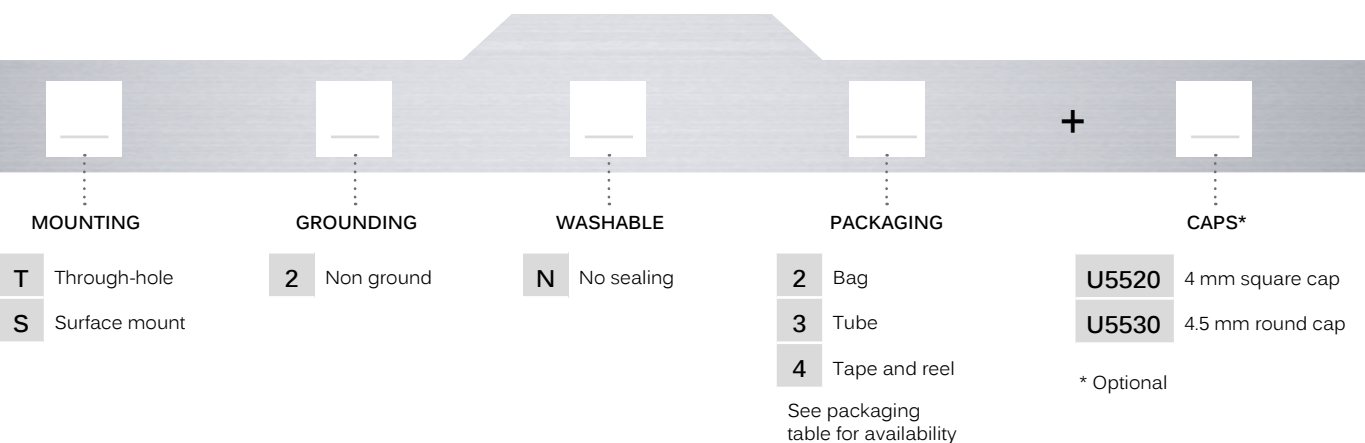 +
MOUNTING
T Through-hole
S Surface mount
GROUNDING
2 Non ground
WASHABLE
N No sealing
PACKAGING
2 Bag
3 Tube
4 Tape and reel
See packaging
table for availability
CAPS*
U5520 4 mm square cap
U5530 4.5 mm round cap
* Optional